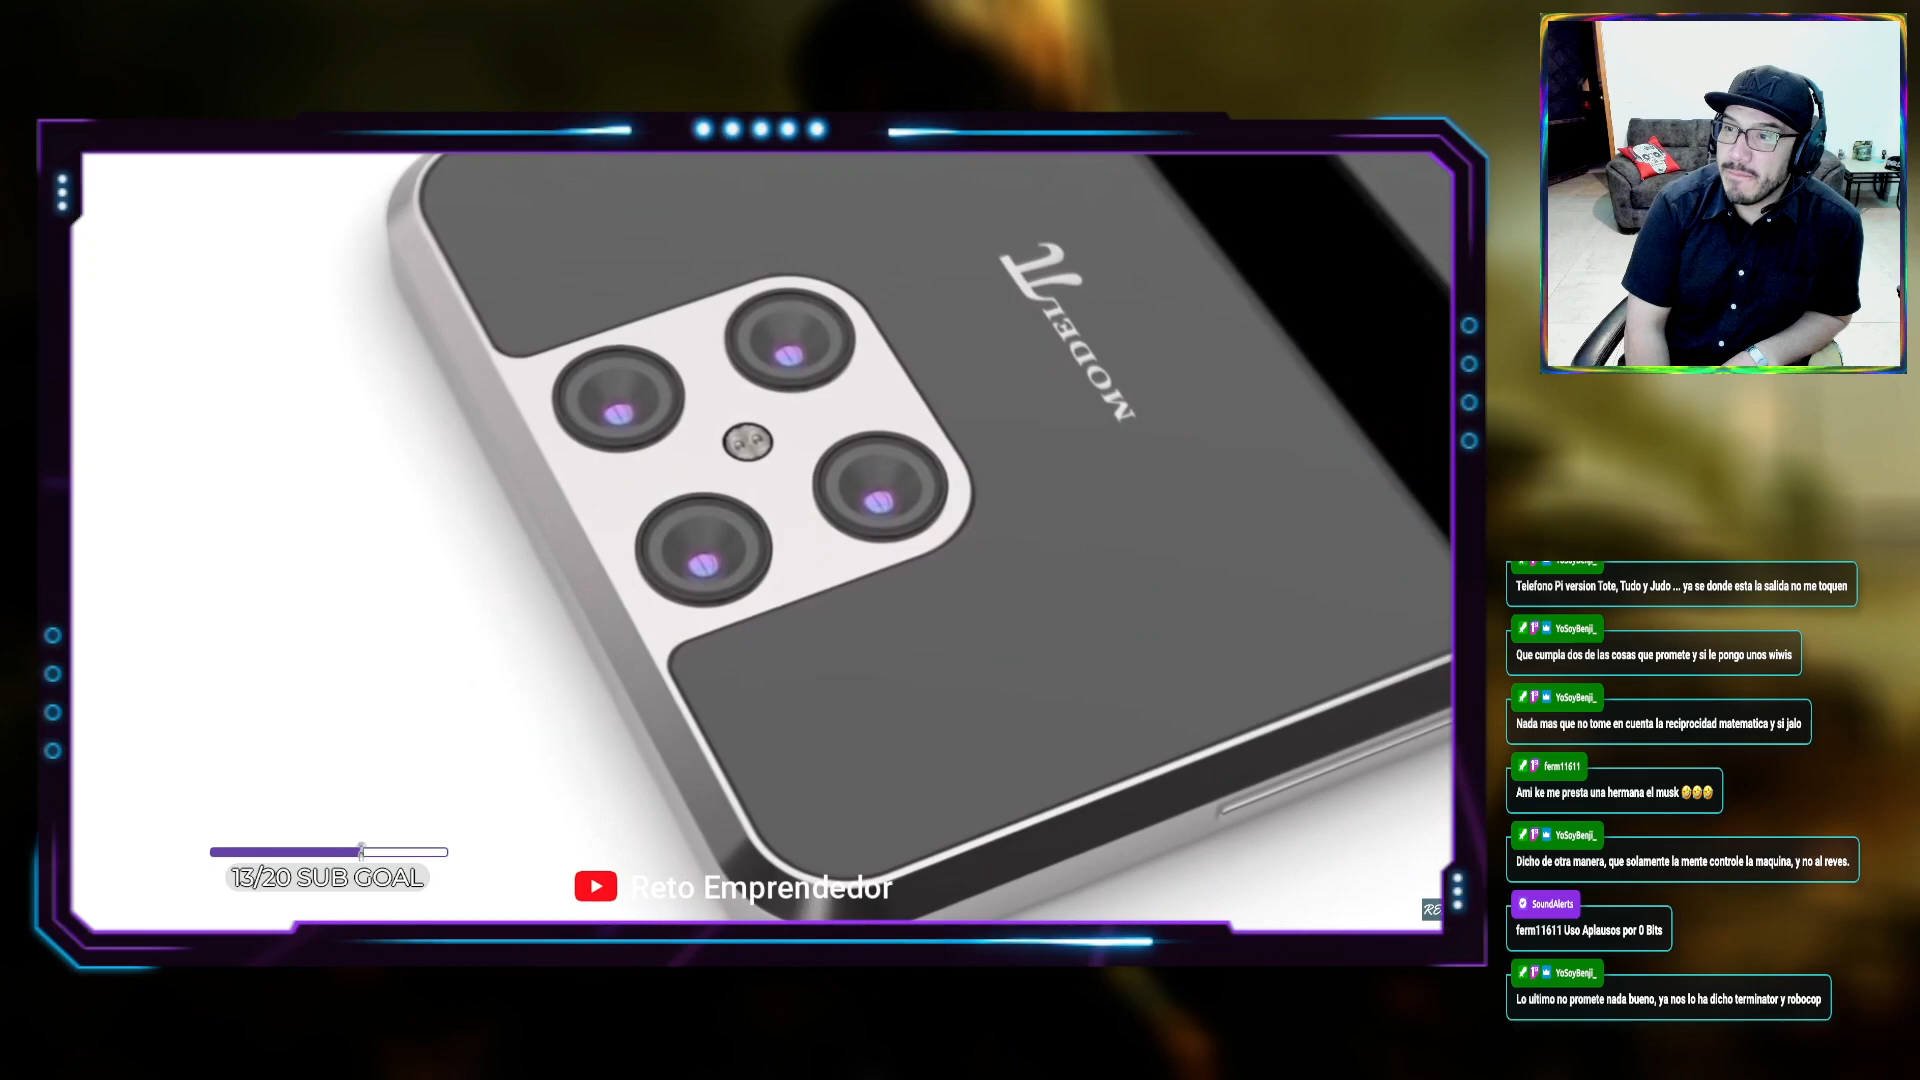 MODEL π
13/20 SUB GOAL
Reto Emprendedor
RE
YoSoyBenji_
Telefono Pi version Tote, Tudo y Judo ... ya se donde esta la salida no me toquen
YoSoyBenji_
Que cumpla dos de las cosas que promete y si le pongo unos wiwis
YoSoyBenji_
Nada mas que no tome en cuenta la reciprocidad matematica y si jalo
ferm11611
Ami ke me presta una hermana el musk 🤣🤣🤣
YoSoyBenji_
Dicho de otra manera, que solamente la mente controle la maquina, y no al reves.
SoundAlerts
ferm11611 Uso Aplausos por 0 Bits
YoSoyBenji_
Lo ultimo no promete nada bueno, ya nos lo ha dicho terminator y robocop